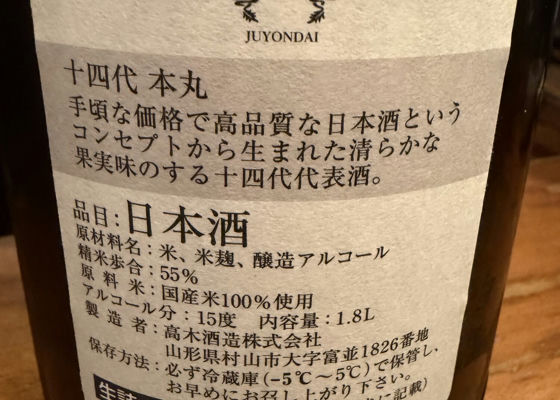 JUYONDAI
十四代 本丸
手頃な価格で高品質な日本酒という
コンセプトから生まれた清らかな
果実味のする十四代代表酒。
品目:日本酒
原材料名:米、米麹、醸造アルコール
精米歩合:55%
原料米:国産米100%使用
アルコール分:15度 内容量:1.8L
製造者:高木酒造株式会社
山形県村山市大字富並1826番地
保存方法:必ず冷蔵庫(-5℃~5℃)で保管し、
お早めにお召し上がり下さい。
生詰
に記載)